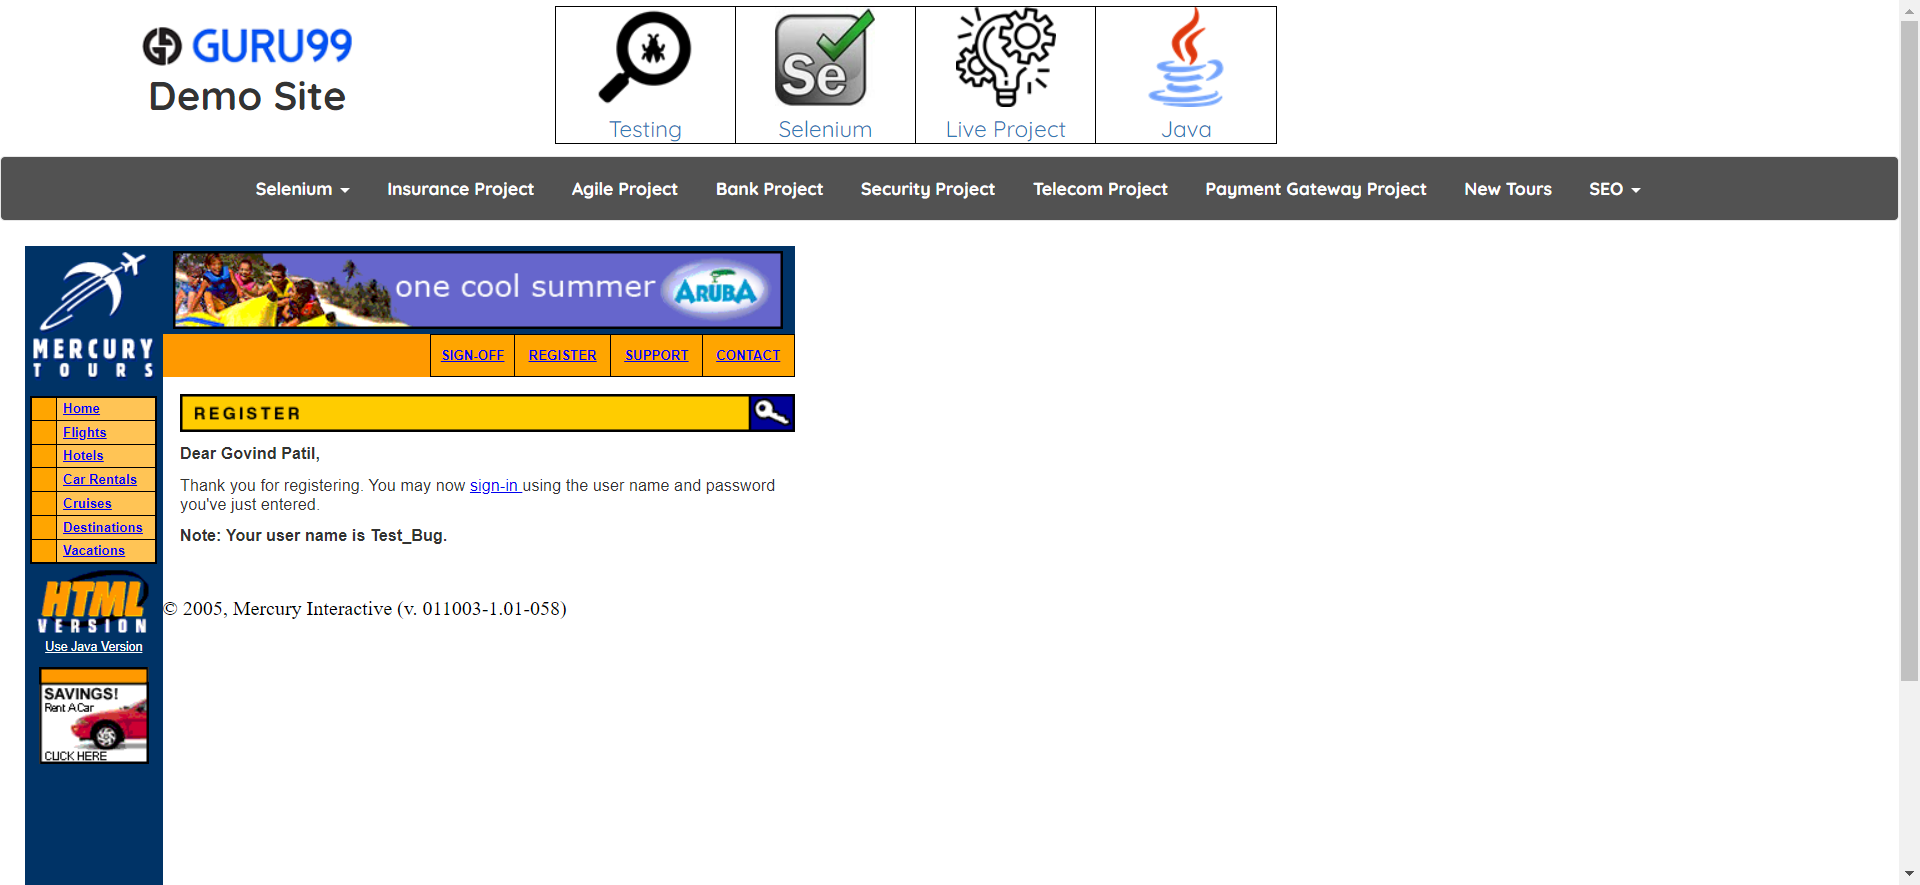 GURU99
Demo Site
Se
Testing
Selenium
Live Project
Java
Selenium
Insurance Project
Agile Project
Bank Project
Security Project
Telecom Project
Payment Gateway Project
New Tours
SEO
MERCURY
TOURS
one cool summer
ARUBA
SIGN-OFF
REGISTER
SUPPORT
CONTACT
Home
Flights
Hotels
Car Rentals
Cruises
Destinations
Vacations
HTML
VERSION
Use Java Version
SAVINGS!
Rent A Car
CLICK HERE
REGISTER
Dear Govind Patil,
Thank you for registering. You may now sign-in using the user name and password
you've just entered.
Note: Your user name is Test_Bug.
© 2005, Mercury Interactive (v. 011003-1.01-058)